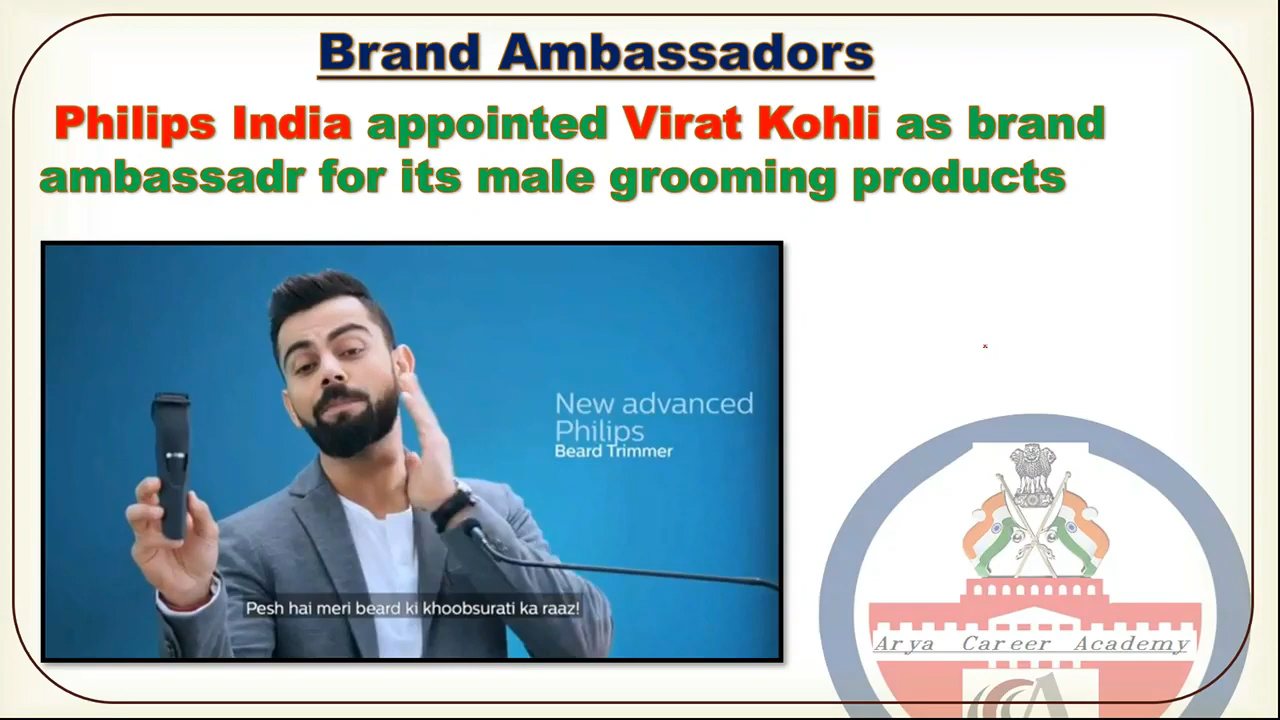 Brand Ambassadors
Philips India appointed Virat Kohli as brand
ambassadr for its male grooming products
New advanced
Philips
Beard Trimmer
Pesh hai meri beard ki khoobsurati ka raaz!
x
Arya Career Academy